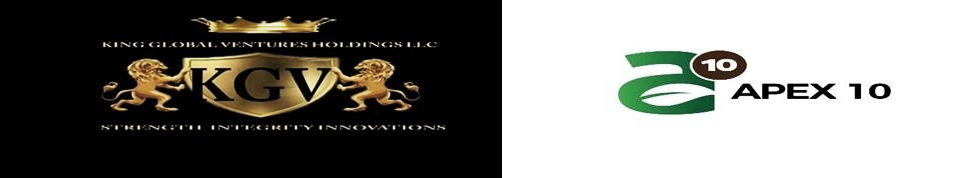 KING GLOBAL VENTURES HOLDINGS LLC
KGV
STRENGTH INTEGRITY INNOVATIONS
a 10
APEX 10